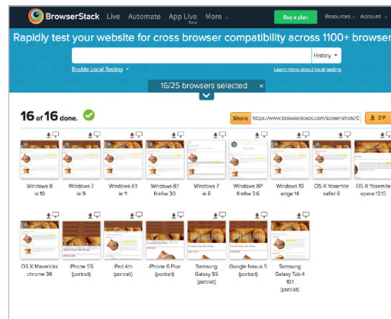 BrowserStack Live Automate App Live More Buy a plan Resources Account
Beta
Rapidly test your website for cross browser compatibility across 1100+ browser
History
Enable Local Testing Learn more about local testing
16/25 browsers selected ×
16 of 16 done. Share https://www.browserstack.com/screenshots/ ZIP
Windows 8 Windows 7 Windows 8.1 Windows 8.1 Windows 7 Windows XP Windows 10 OS X Yosemite OS X Yosemite
ie 10 ie 9 ie 11 firefox 30 ie 8 firefox 3.6 edge 14 safari 8 opera 12.15
OS X Mavericks iPhone 5S iPad 4th iPhone 6 Plus Samsung Google Nexus 5 Samsung
chrome 36 (portrait) (portrait) (portrait) Galaxy S5 (portrait) Galaxy Tab 4
(portrait) 10.1
(portrait)